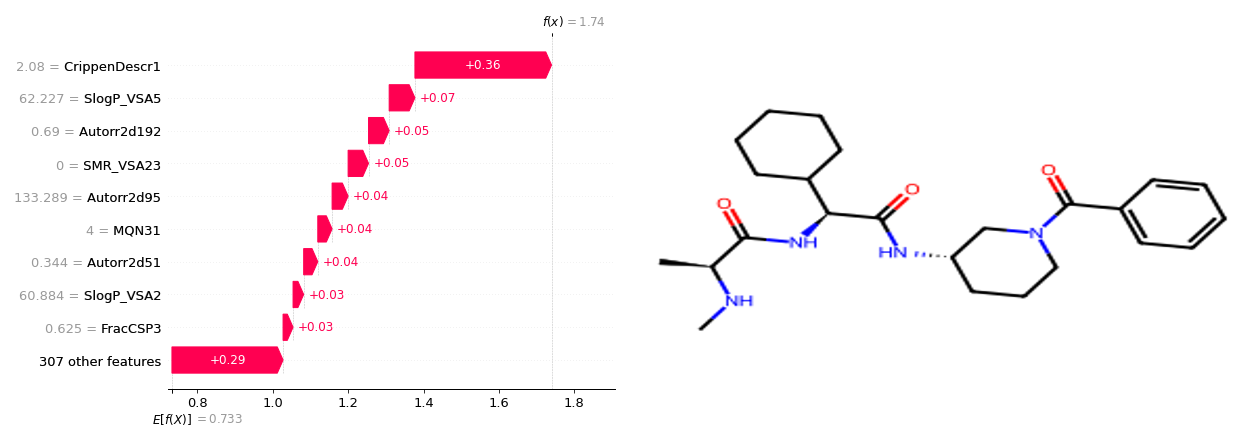 f(x) = 1.74
2.08 = CrippenDescr1
+0.36
62.227 = SlogP_VSA5
+0.07
0.69 = Autorr2d192
+0.05
0 = SMR_VSA23
+0.05
133.289 = Autorr2d95
+0.04
4 = MQN31
+0.04
0.344 = Autorr2d51
+0.04
60.884 = SlogP_VSA2
+0.03
0.625 = FracCSP3
+0.03
307 other features
+0.29
0.8 1.0 1.2 1.4 1.6 1.8
E[f(X)] = 0.733
O
O
O
N
NH
HN
NH